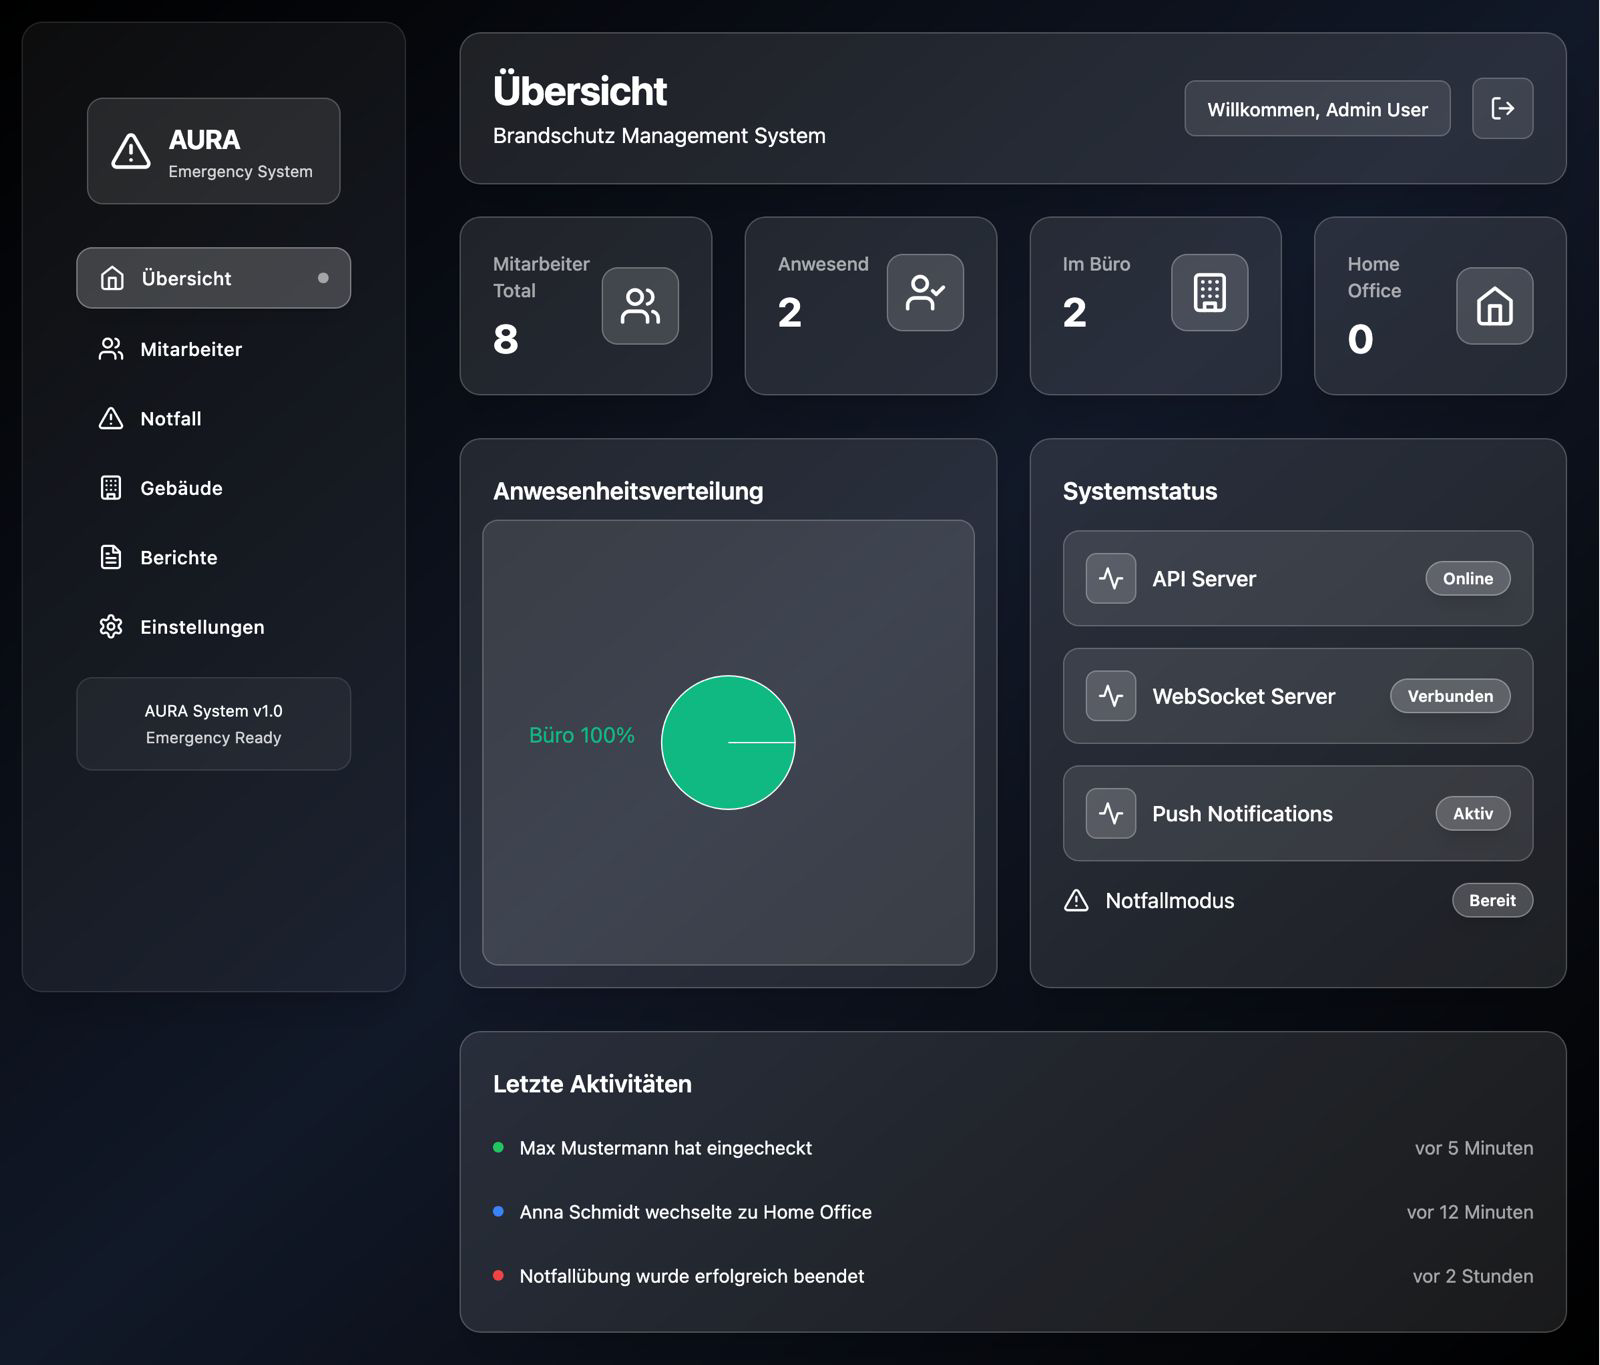 AURA
Emergency System
Übersicht
Mitarbeiter
Notfall
Gebäude
Berichte
Einstellungen
AURA System v1.0
Emergency Ready
Übersicht
Brandschutz Management System
Willkommen, Admin User
Mitarbeiter
Total
8
Anwesend
2
Im Büro
2
Home
Office
0
Anwesenheitsverteilung
Büro 100%
Systemstatus
API Server
Online
WebSocket Server
Verbunden
Push Notifications
Aktiv
Notfallmodus
Bereit
Letzte Aktivitäten
Max Mustermann hat eingecheckt
vor 5 Minuten
Anna Schmidt wechselte zu Home Office
vor 12 Minuten
Notfallübung wurde erfolgreich beendet
vor 2 Stunden